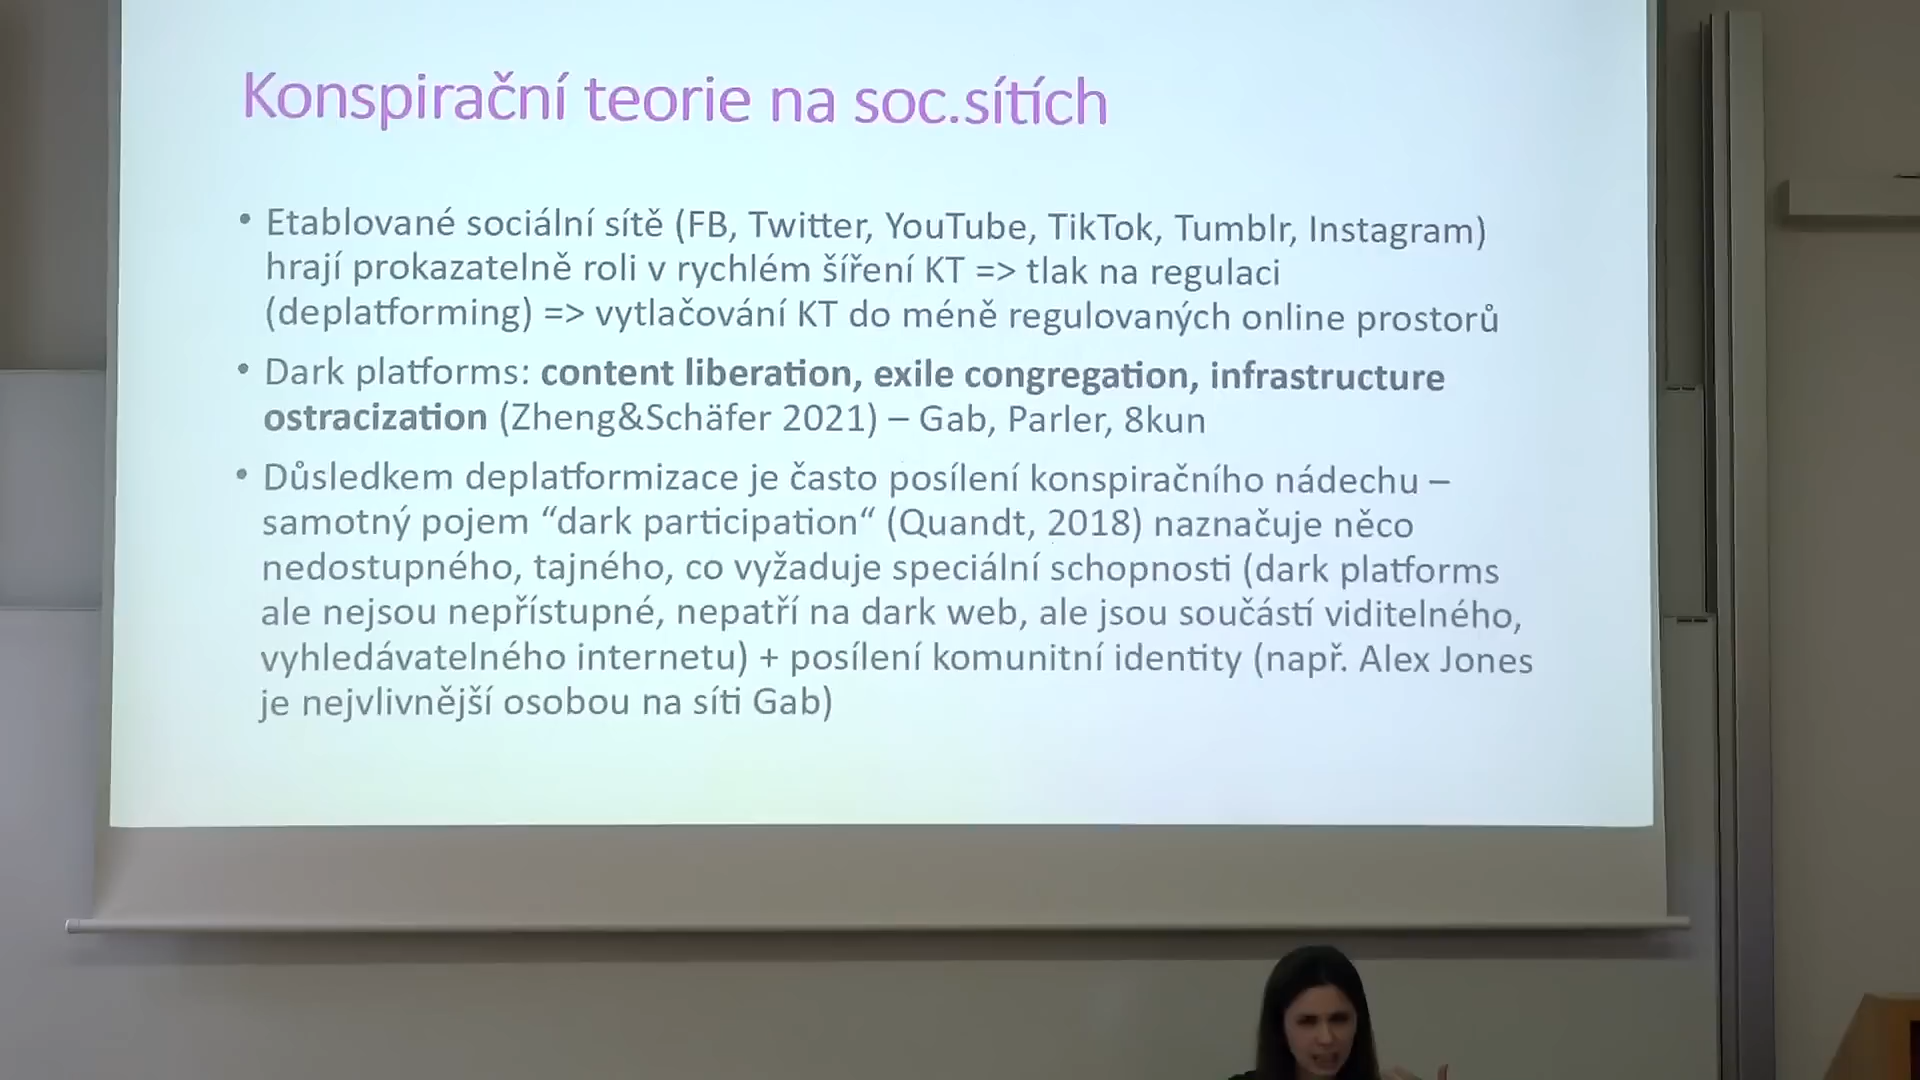 Konspirační teorie na soc.sítích
• Etablované sociální sítě (FB, Twitter, YouTube, TikTok, Tumblr, Instagram)
hrají prokazatelně roli v rychlém šíření KT => tlak na regulaci
(deplatforming) => vytlačování KT do méně regulovaných online prostorů
• Dark platforms: content liberation, exile congregation, infrastructure
ostracization (Zheng&Schäfer 2021) – Gab, Parler, 8kun
• Důsledkem deplatformizace je často posílení konspiračního nádechu –
samotný pojem “dark participation“ (Quandt, 2018) naznačuje něco
nedostupného, tajného, co vyžaduje speciální schopnosti (dark platforms
ale nejsou nepřístupné, nepatří na dark web, ale jsou součástí viditelného,
vyhledávatelného internetu) + posílení komunitní identity (např. Alex Jones
je nejvlivnější osobou na síti Gab)